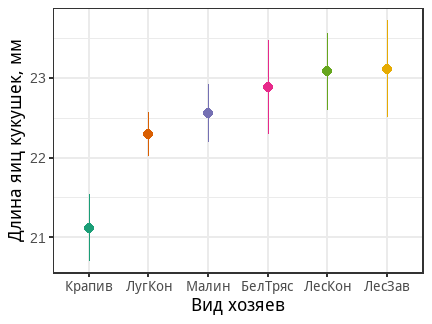 Длина яиц кукушек, мм
23
22
21
Крапив ЛугКон Малин БелТряс ЛесКон ЛесЗав
Вид хозяев